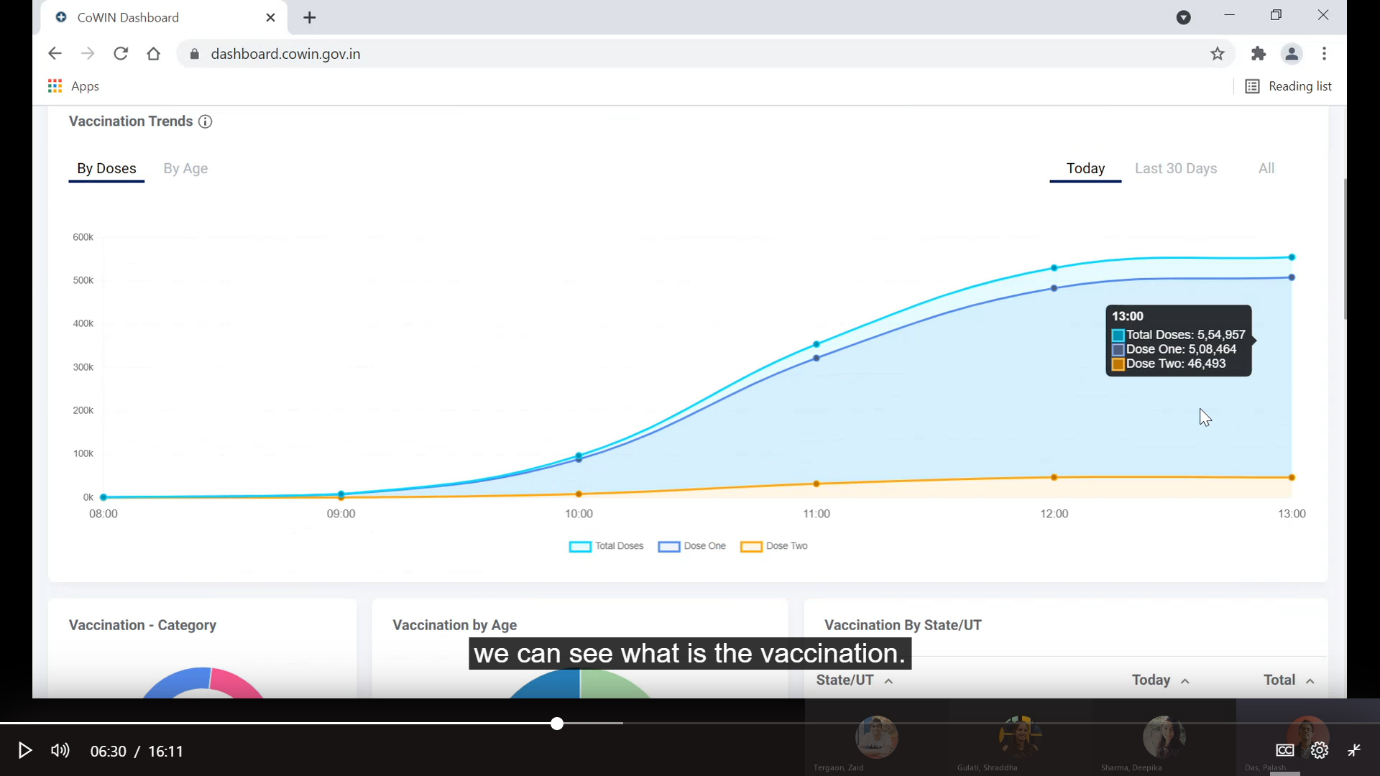 CoWIN Dashboard
dashboard.cowin.gov.in
Apps
Reading list
Vaccination Trends
By Doses By Age
Today Last 30 Days All
600k
500k
400k
300k
200k
100k
0k
13:00
Total Doses: 5,54,957
Dose One: 5,08,464
Dose Two: 46,493
08:00 09:00 10:00 11:00 12:00 13:00
Total Doses Dose One Dose Two
Vaccination - Category
Vaccination by Age
Vaccination By State/UT
we can see what is the vaccination.
State/UT Today Total
06:30 / 16:11
CC
Tergaon, Zaid
Gulati, Shraddha
Sharma, Deepika
Das, Palash